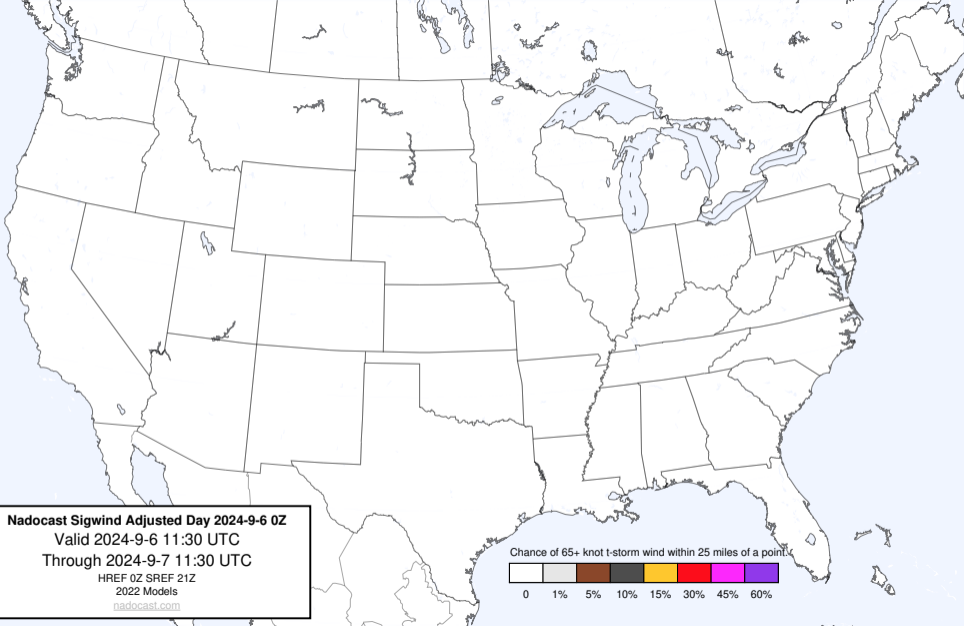 Nadocast Sigwind Adjusted Day 2024-9-6 0Z
Valid 2024-9-6 11:30 UTC
Through 2024-9-7 11:30 UTC
HREF 0Z SREF 21Z
2022 Models
nadocast.com
Chance of 65+ knot t-storm wind within 25 miles of a point.
0 1% 5% 10% 15% 30% 45% 60%